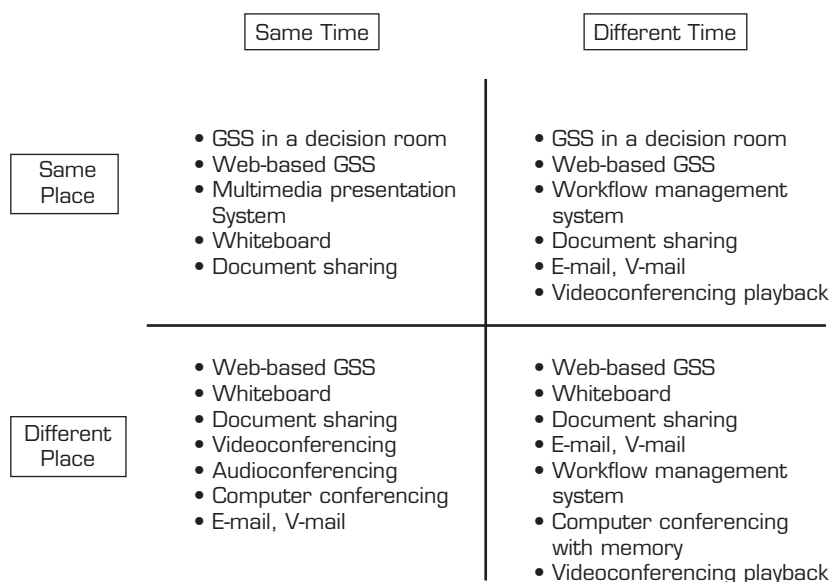 Same Time
Different Time
Same
Place
• GSS in a decision room
• Web-based GSS
• Multimedia presentation
System
• Whiteboard
• Document sharing
• GSS in a decision room
• Web-based GSS
• Workflow management
system
• Document sharing
• E-mail, V-mail
• Videoconferencing playback
Different
Place
• Web-based GSS
• Whiteboard
• Document sharing
• Videoconferencing
• Audioconferencing
• Computer conferencing
• E-mail, V-mail
• Web-based GSS
• Whiteboard
• Document sharing
• E-mail, V-mail
• Workflow management
system
• Computer conferencing
with memory
• Videoconferencing playback